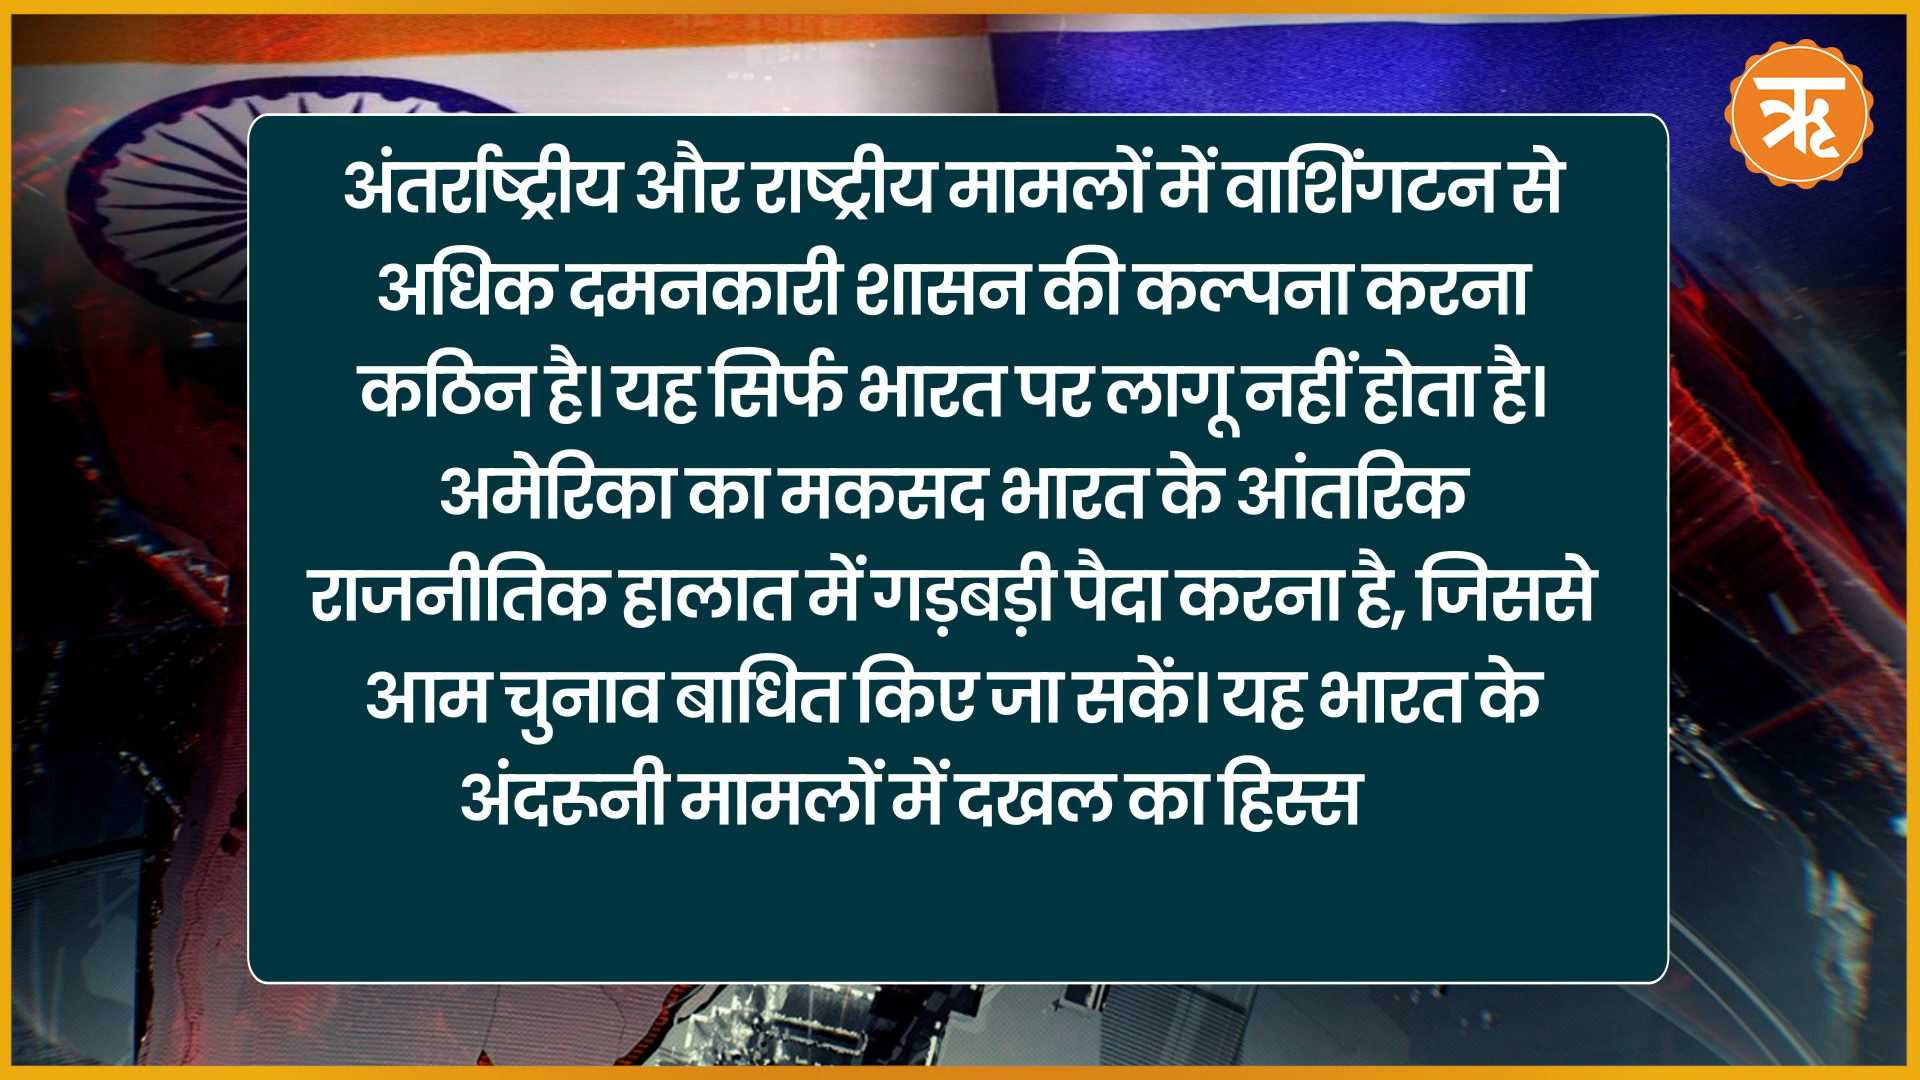 ऋ
अंतर्राष्ट्रीय और राष्ट्रीय मामलों में वाशिंगटन से
अधिक दमनकारी शासन की कल्पना करना
कठिन है। यह सिर्फ भारत पर लागू नहीं होता है।
अमेरिका का मकसद भारत के आंतरिक
राजनीतिक हालात में गड़बड़ी पैदा करना है, जिससे
आम चुनाव बाधित किए जा सकें। यह भारत के
अंदरूनी मामलों में दखल का हिस्स